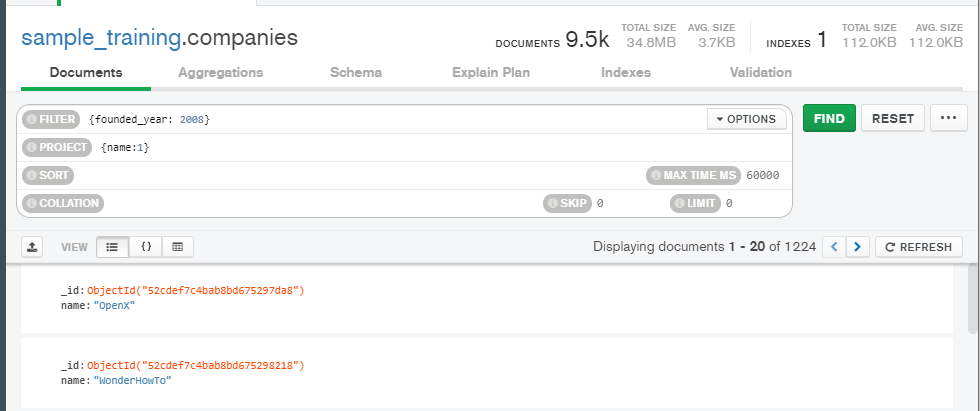 sample_training.companies
DOCUMENTS 9.5k TOTAL SIZE 34.8MB AVG. SIZE 3.7KB INDEXES 1 TOTAL SIZE 112.0KB AVG. SIZE 112.0KB
Documents Aggregations Schema Explain Plan Indexes Validation
FILTER {founded_year: 2008} OPTIONS FIND RESET ...
PROJECT {name:1}
SORT MAX TIME MS 60000
COLLATION SKIP 0 LIMIT 0
VIEW {} Displaying documents 1 - 20 of 1224 < > REFRESH
_id: ObjectId("52cdef7c4bab8bd675297da8")
name: "OpenX"
_id: ObjectId("52cdef7c4bab8bd675298218")
name: "WonderHowTo"